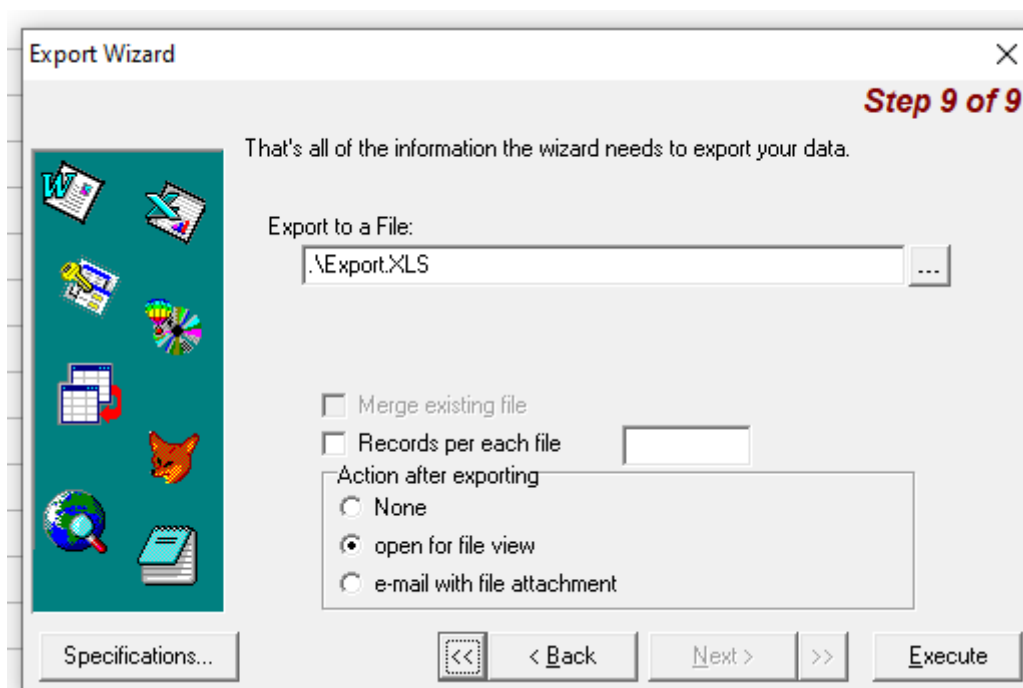 Export Wizard
Step 9 of 9
That's all of the information the wizard needs to export your data.
Export to a File:
.\Export.XLS
...
Merge existing file
Records per each file
Action after exporting
None
open for file view
e-mail with file attachment
Specifications... << < Back Next > >> Execute